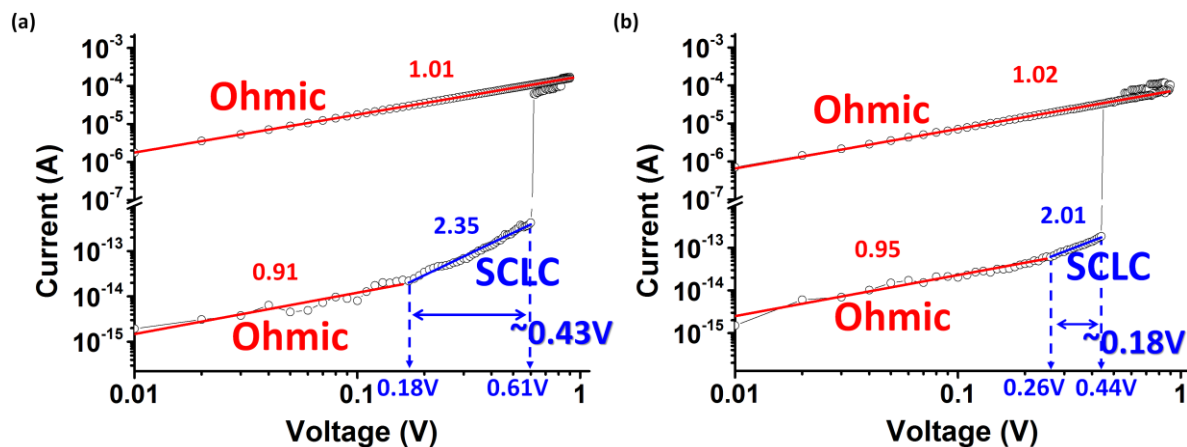 (a)
10⁻³
10⁻⁴
10⁻⁵
10⁻⁶
10⁻⁷
10⁻¹³
10⁻¹⁴
10⁻¹⁵
Current (A)
1.01
Ohmic
2.35
0.91
SCLC
Ohmic
~0.43V
0.18V
0.61V
0.01
0.1
1
Voltage (V)
(b)
10⁻³
10⁻⁴
10⁻⁵
10⁻⁶
10⁻⁷
10⁻¹³
10⁻¹⁴
10⁻¹⁵
Current (A)
1.02
Ohmic
2.01
0.95
SCLC
Ohmic
~0.18V
0.26V
0.44V
0.01
0.1
1
Voltage (V)